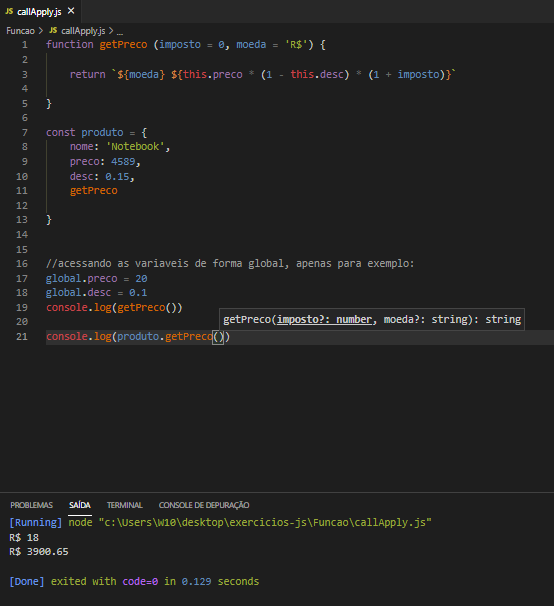 JS callApply.js ×
Funcao > JS callApply.js > ...
1 function getPreco (imposto = 0, moeda = 'R$') {
2
3     return `${moeda} ${this.preco * (1 - this.desc) * (1 + imposto)}`
4
5 }
6
7 const produto = {
8     nome: 'Notebook',
9     preco: 4589,
10     desc: 0.15,
11     getPreco
12
13 }
14
15
16 //acessando as variaveis de forma global, apenas para exemplo:
17 global.preco = 20
18 global.desc = 0.1
19 console.log(getPreco())
20
getPreco(imposto?: number, moeda?: string): string
21 console.log(produto.getPreco())
PROBLEMAS SAÍDA TERMINAL CONSOLE DE DEPURAÇÃO
[Running] node "c:\Users\W10\desktop\exercicios-js\Funcao\callApply.js"
R$ 18
R$ 3900.65
[Done] exited with code=0 in 0.129 seconds